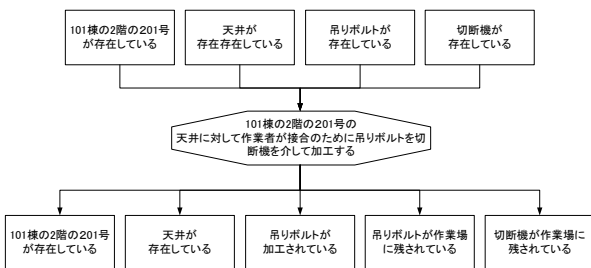 101棟の2階の201号
が存在している
天井が
存在存在している
吊りボルトが
存在している
切断機が
存在している
101棟の2階の201号の
天井に対して作業者が接合のために吊りボルトを切
断機を介して加工する
101棟の2階の201号
が存在している
天井が
存在している
吊りボルトが
加工されている
吊りボルトが作業場
に残されている
切断機が作業場に
残されている